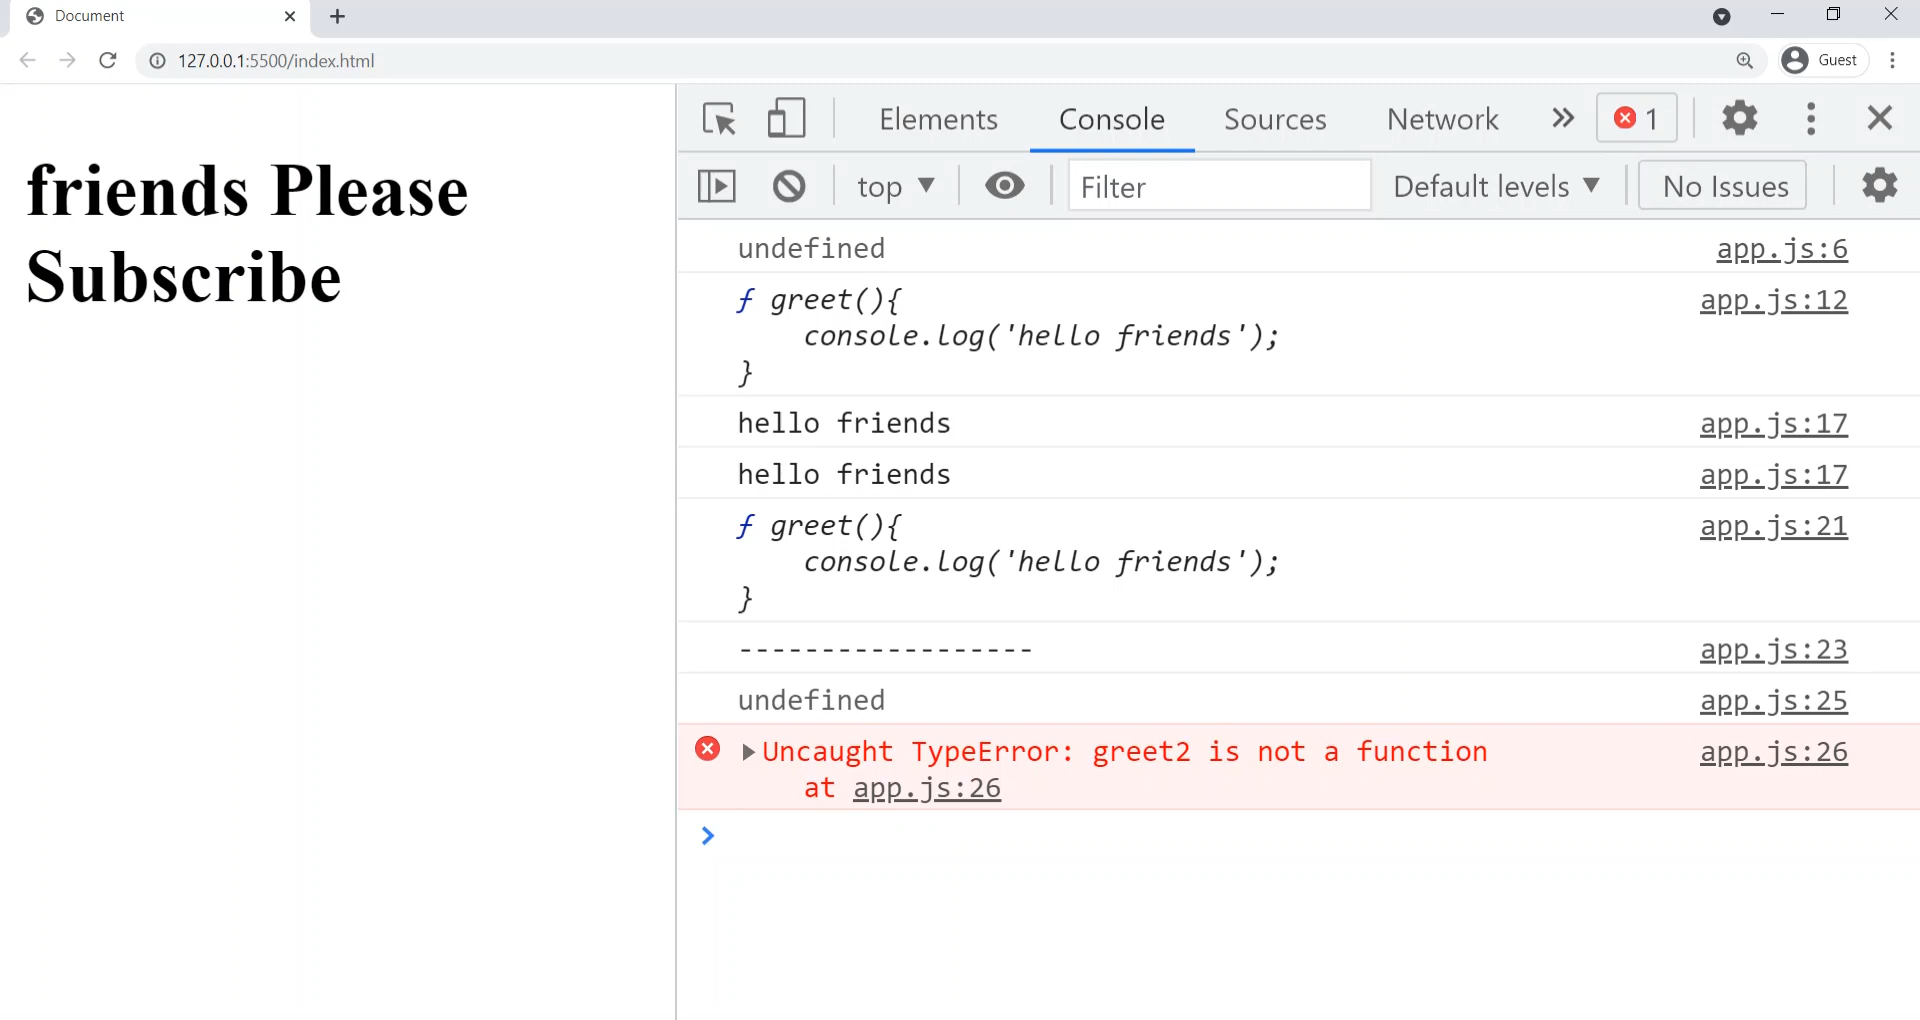 Document
127.0.0.1:5500/index.html
Guest
friends Please
Subscribe
Elements Console Sources Network 1
top Filter Default levels No Issues
undefined app.js:6
ƒ greet(){ app.js:12
console.log('hello friends');
}
hello friends app.js:17
hello friends app.js:17
ƒ greet(){ app.js:21
console.log('hello friends');
}
------------------ app.js:23
undefined app.js:25
Uncaught TypeError: greet2 is not a function app.js:26
at app.js:26